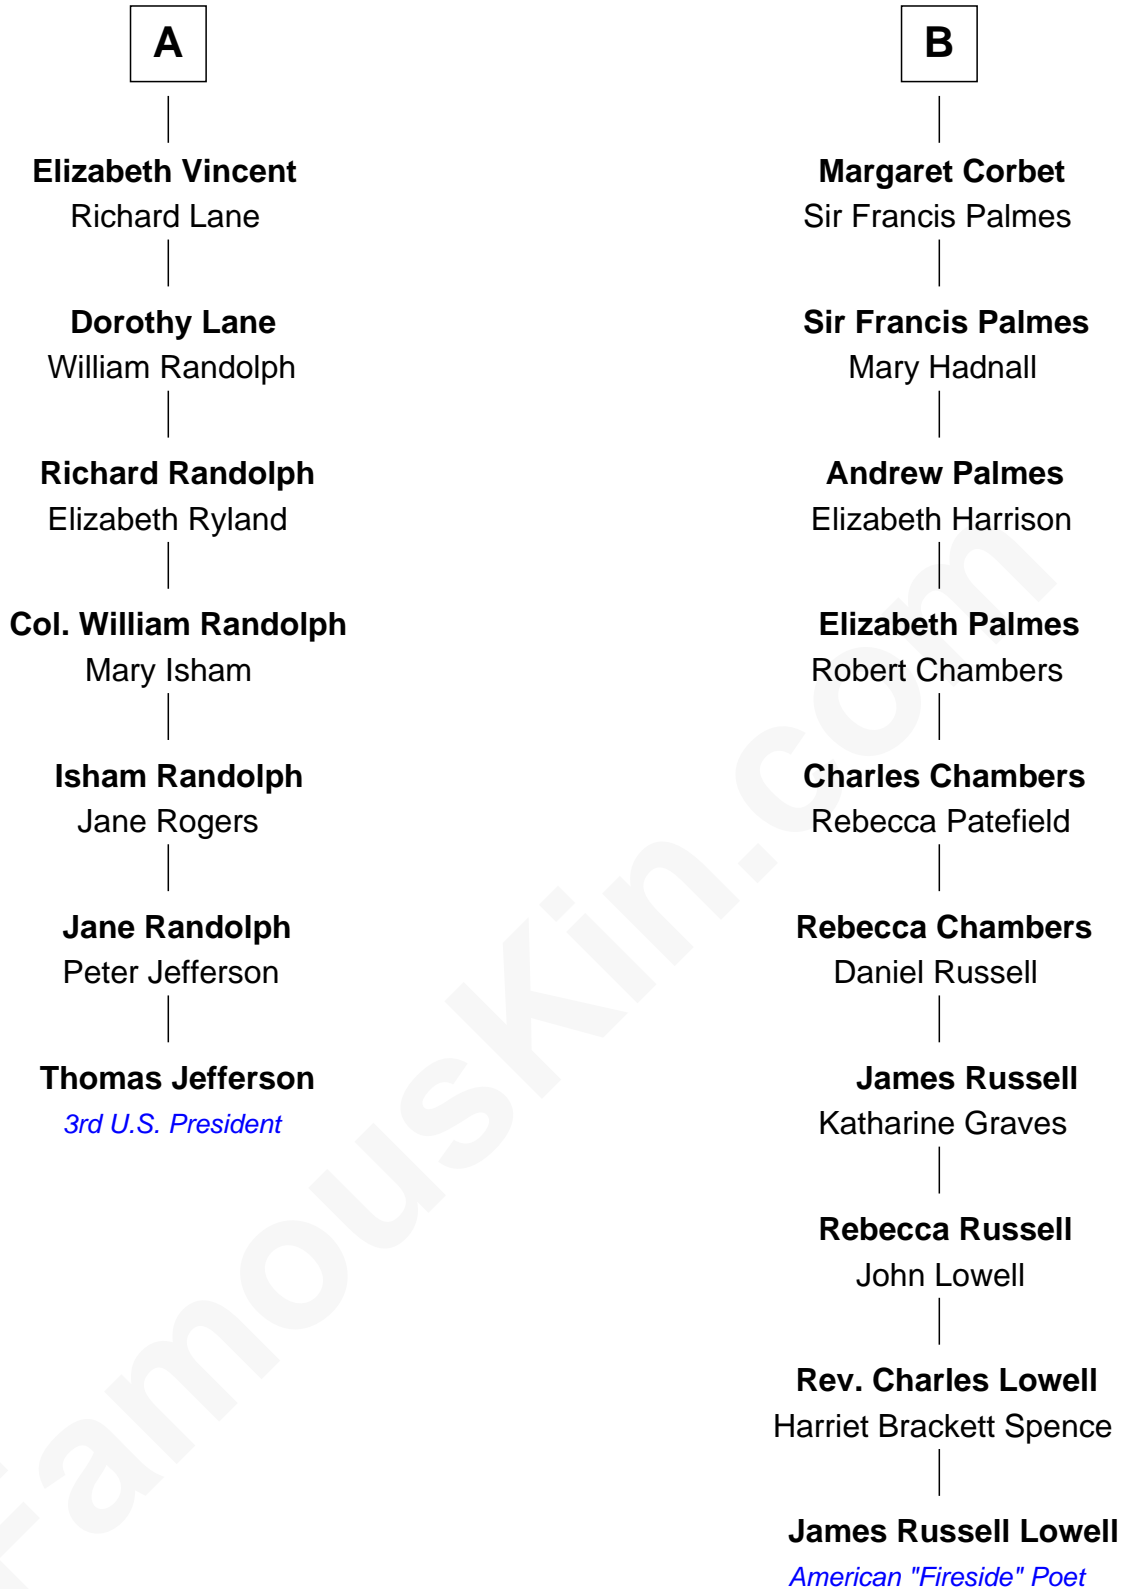 A
Elizabeth Vincent
Richard Lane
Dorothy Lane
William Randolph
Richard Randolph
Elizabeth Ryland
Col. William Randolph
Mary Isham
Isham Randolph
Jane Rogers
Jane Randolph
Peter Jefferson
Thomas Jefferson
3rd U.S. President
B
Margaret Corbet
Sir Francis Palmes
Sir Francis Palmes
Mary Hadnall
Andrew Palmes
Elizabeth Harrison
Elizabeth Palmes
Robert Chambers
Charles Chambers
Rebecca Patefield
Rebecca Chambers
Daniel Russell
James Russell
Katharine Graves
Rebecca Russell
John Lowell
Rev. Charles Lowell
Harriet Brackett Spence
James Russell Lowell
American "Fireside" Poet
FamousKin.com